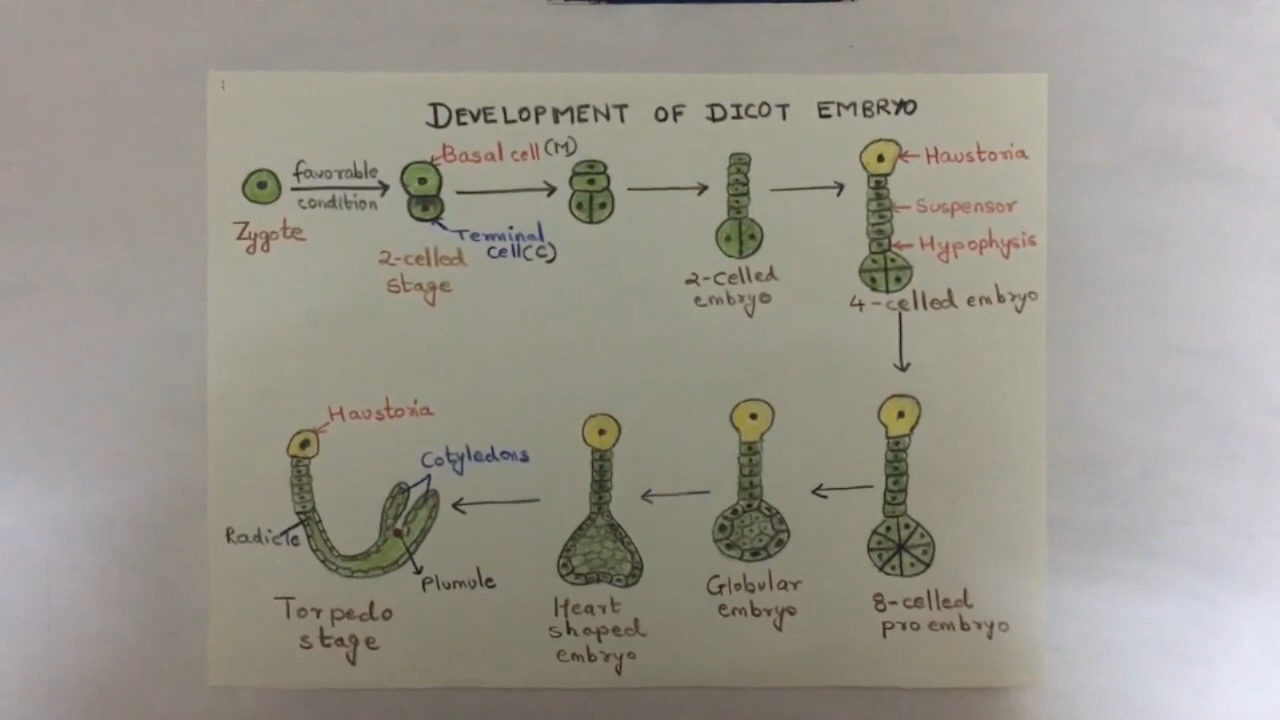 DEVELOPMENT OF DICOT EMBRYO
Zygote
favorable
condition
Basal cell (M)
Terminal
cell(C)
2-celled
stage
2-celled
embryo
Haustoria
Suspensor
Hypophysis
4-celled embryo
Haustoria
Cotyledons
Radicle
Plumule
Torpedo
stage
Heart
shaped
embryo
Globular
embryo
8-celled
pro embryo